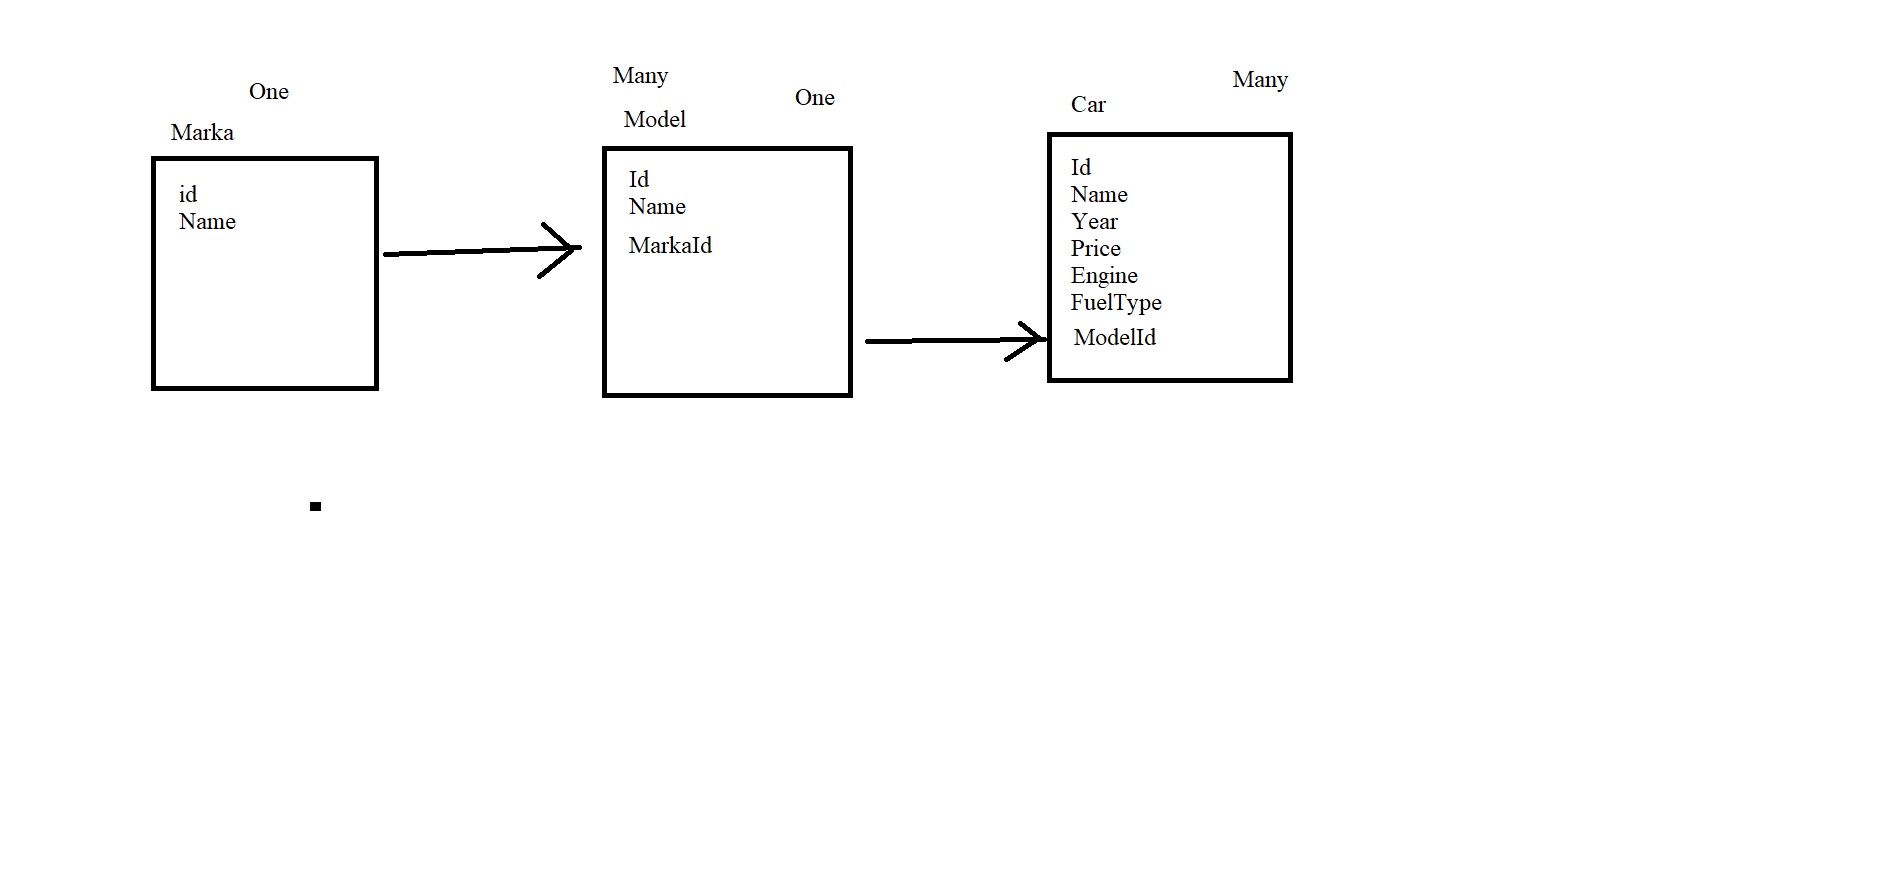 One
Marka
id
Name
Many
One
Model
Id
Name
MarkaId
Many
Car
Id
Name
Year
Price
Engine
FuelType
ModelId